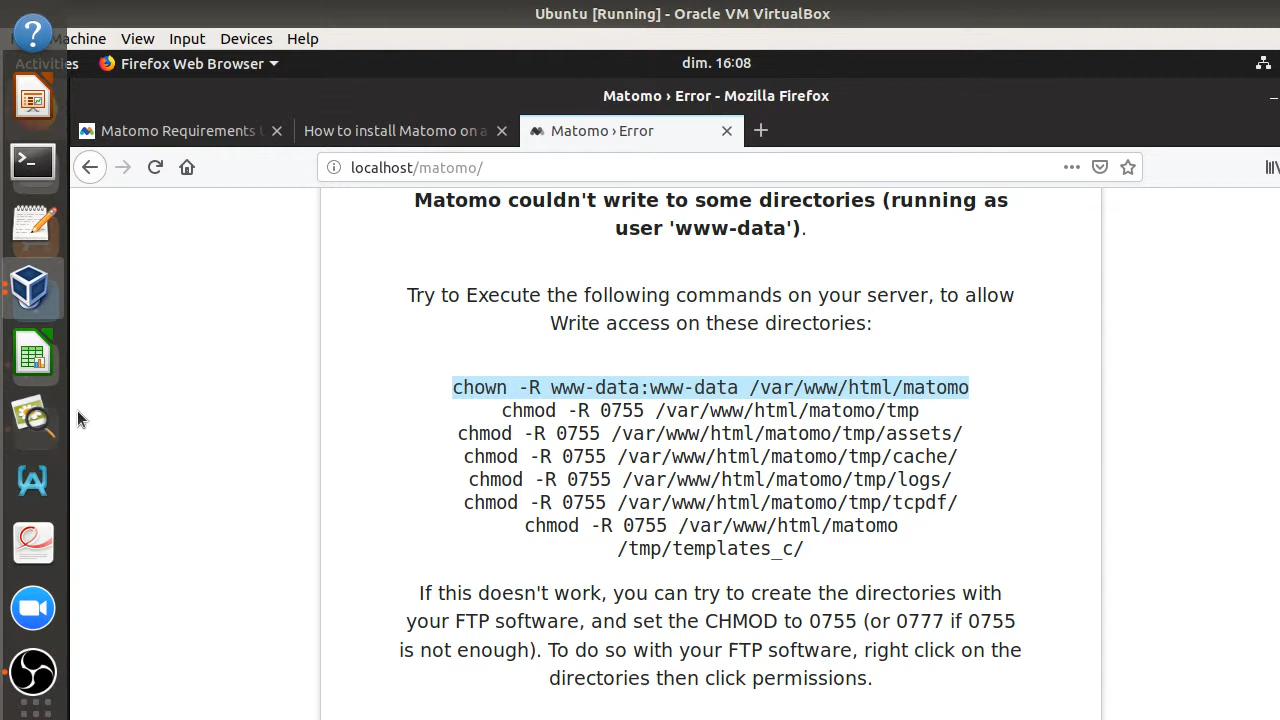 Ubuntu [Running] - Oracle VM VirtualBox
Machine View Input Devices Help
Activities Firefox Web Browser dim. 16:08
Matomo › Error - Mozilla Firefox
Matomo Requirements How to install Matomo on a Matomo › Error
localhost/matomo/
Matomo couldn't write to some directories (running as
user 'www-data').
Try to Execute the following commands on your server, to allow
Write access on these directories:
chown -R www-data:www-data /var/www/html/matomo
chmod -R 0755 /var/www/html/matomo/tmp
chmod -R 0755 /var/www/html/matomo/tmp/assets/
chmod -R 0755 /var/www/html/matomo/tmp/cache/
chmod -R 0755 /var/www/html/matomo/tmp/logs/
chmod -R 0755 /var/www/html/matomo/tmp/tcpdf/
chmod -R 0755 /var/www/html/matomo
/tmp/templates_c/
If this doesn't work, you can try to create the directories with
your FTP software, and set the CHMOD to 0755 (or 0777 if 0755
is not enough). To do so with your FTP software, right click on the
directories then click permissions.